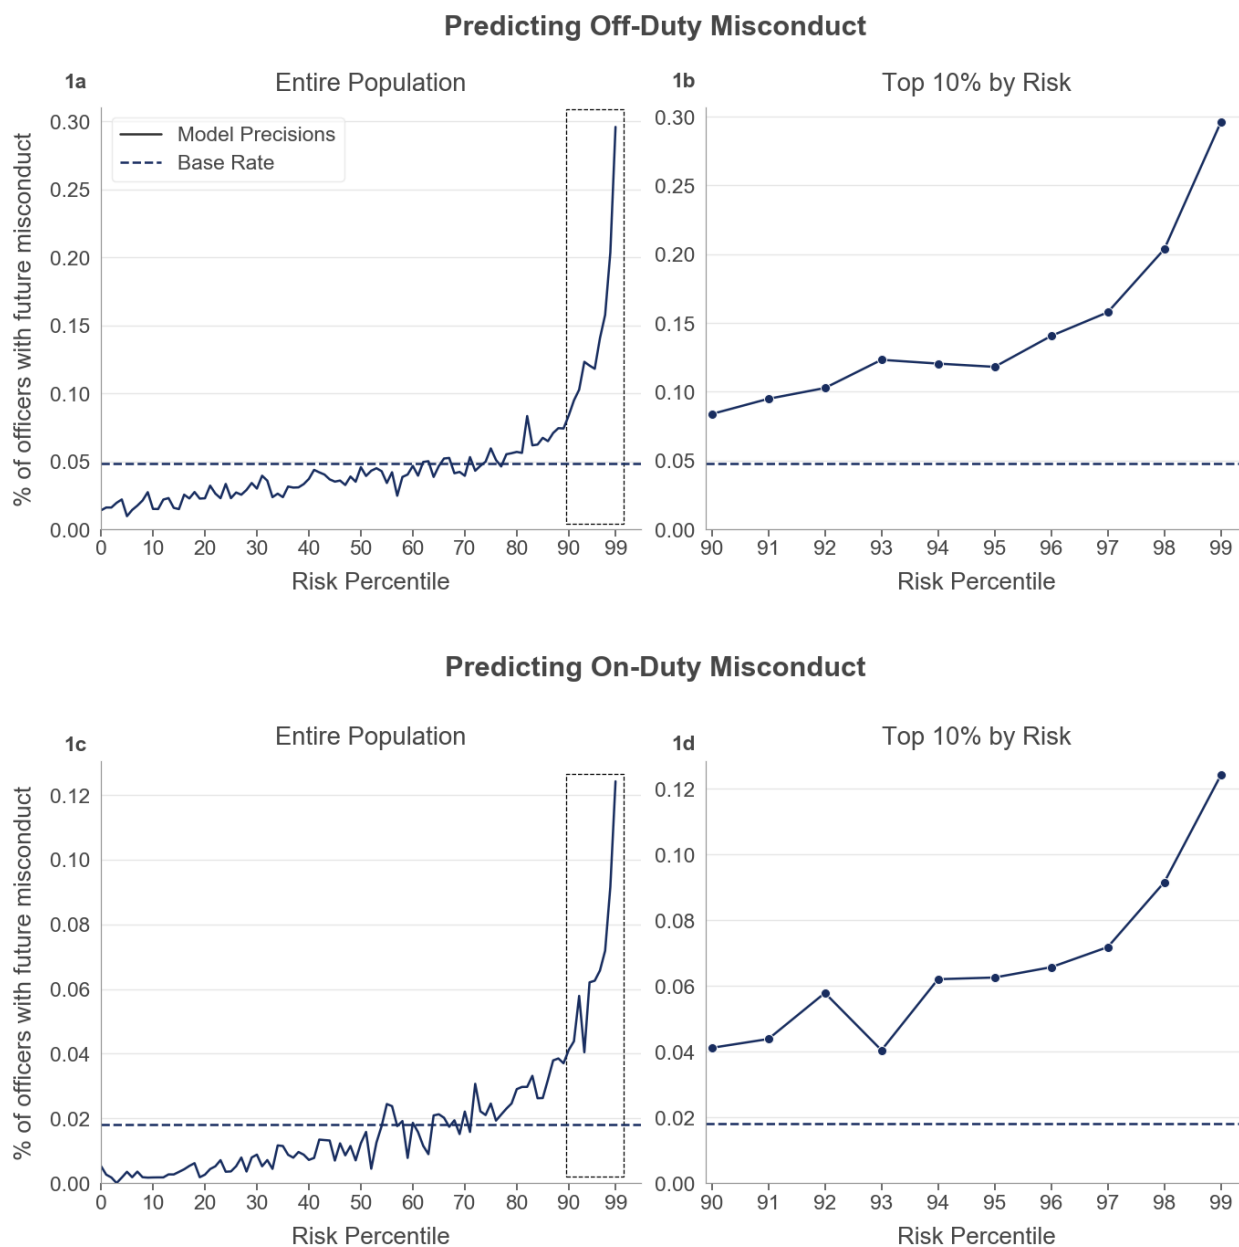 Predicting Off-Duty Misconduct
1a
Entire Population
% of officers with future misconduct
0.30
0.25
0.20
0.15
0.10
0.05
0.00
Model Precisions
Base Rate
0 10 20 30 40 50 60 70 80 90 99
Risk Percentile
1b
Top 10% by Risk
0.30
0.25
0.20
0.15
0.10
0.05
0.00
90 91 92 93 94 95 96 97 98 99
Risk Percentile
Predicting On-Duty Misconduct
1c
Entire Population
% of officers with future misconduct
0.12
0.10
0.08
0.06
0.04
0.02
0.00
0 10 20 30 40 50 60 70 80 90 99
Risk Percentile
1d
Top 10% by Risk
0.12
0.10
0.08
0.06
0.04
0.02
0.00
90 91 92 93 94 95 96 97 98 99
Risk Percentile